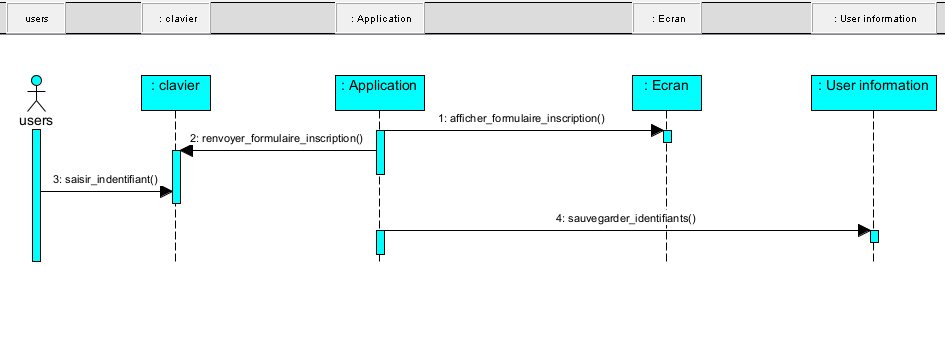 users
: clavier
: Application
: Ecran
: User information
: clavier
: Application
: Ecran
: User information
users
1: afficher_formulaire_inscription()
2: renvoyer_formulaire_inscription()
3: saisir_indentifiant()
4: sauvegarder_identifiants()